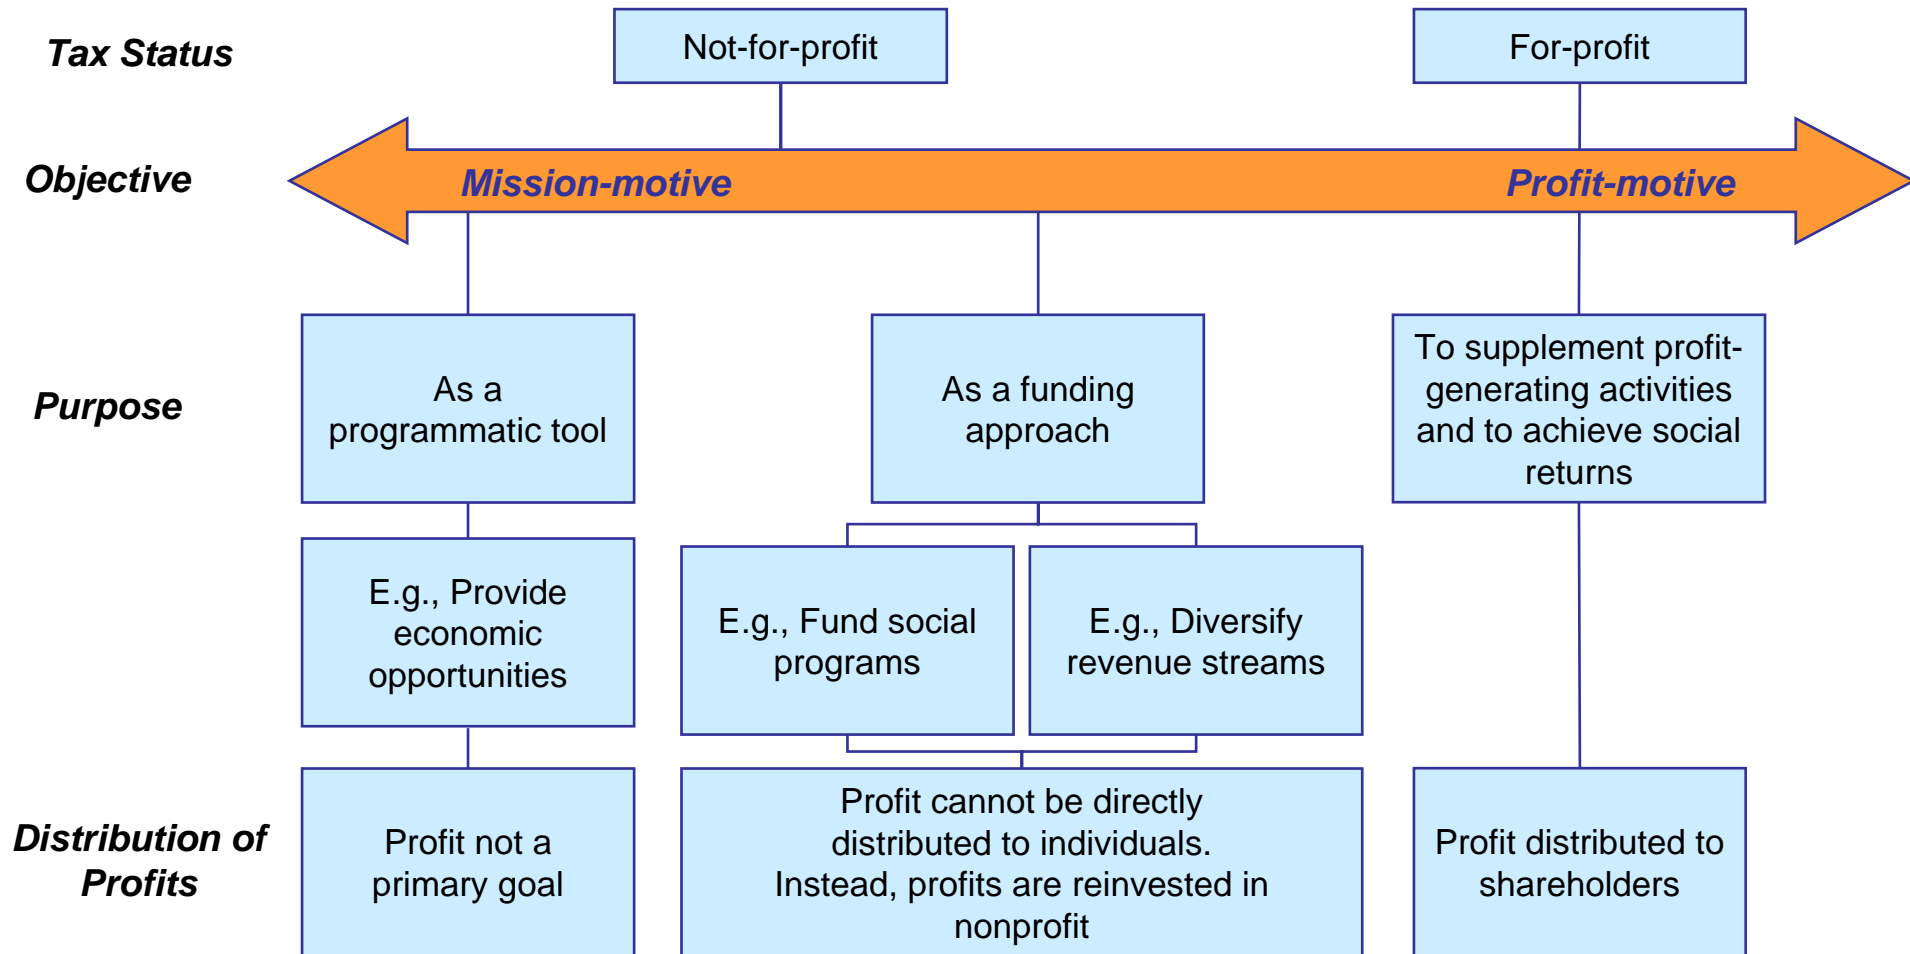 Tax Status
Not-for-profit
For-profit
Objective
Mission-motive
Profit-motive
Purpose
As a
programmatic tool
As a funding
approach
To supplement profit-
generating activities
and to achieve social
returns
E.g., Provide
economic
opportunities
E.g., Fund social
programs
E.g., Diversify
revenue streams
Distribution of
Profits
Profit not a
primary goal
Profit cannot be directly
distributed to individuals.
Instead, profits are reinvested in
nonprofit
Profit distributed to
shareholders